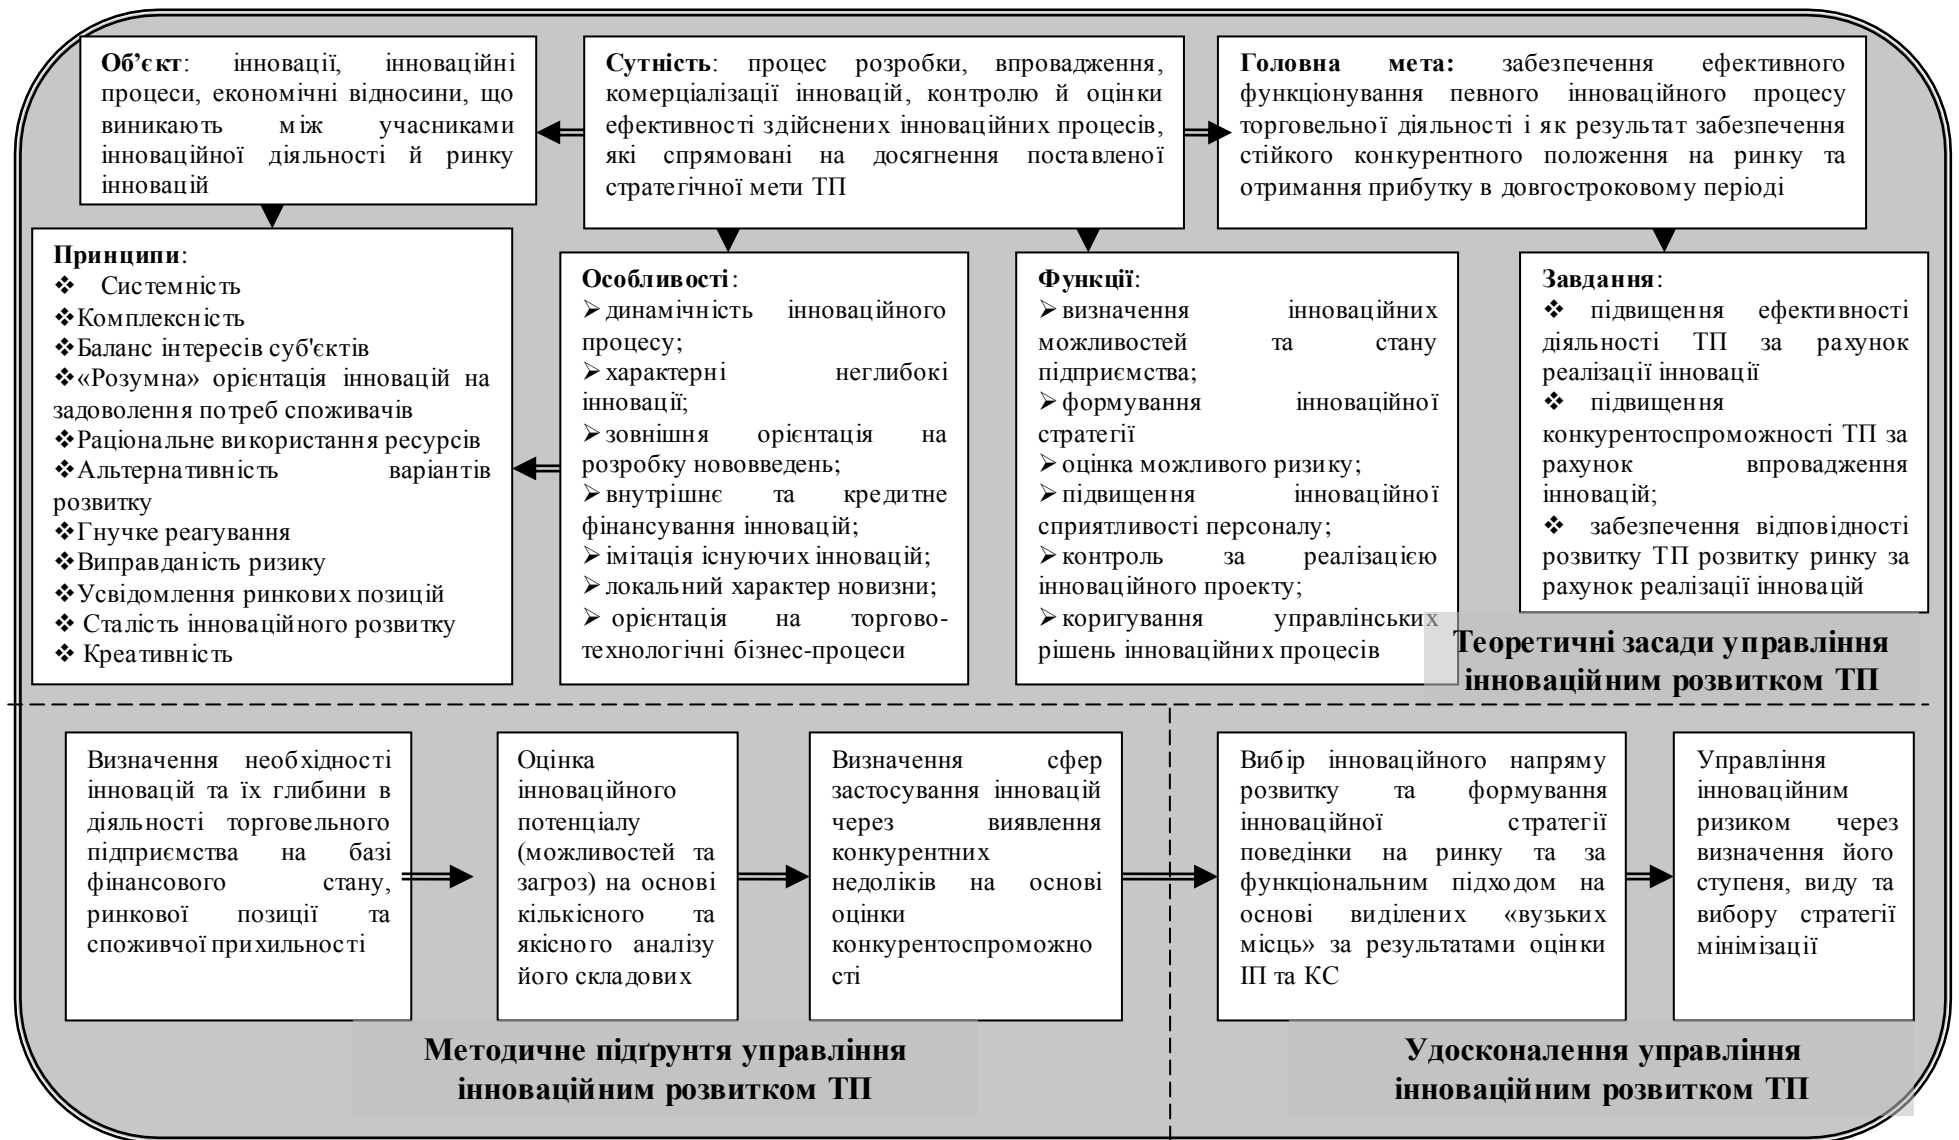 Об’єкт: інновації, інноваційні
процеси, економічні відносини, що
виникають між учасниками
інноваційної діяльності й ринку
інновацій
Сутність: процес розробки, впровадження,
комерціалізації інновацій, контролю й оцінки
ефективності здійснених інноваційних процесів,
які спрямовані на досягнення поставленої
стратегічної мети ТП
Головна мета: забезпечення ефективного
функціонування певного інноваційного процесу
торговельної діяльності і як результат забезпечення
стійкого конкурентного положення на ринку та
отримання прибутку в довгостроковому періоді
Принципи:
❖ Системність
❖Комплексність
❖Баланс інтересів суб'єктів
❖«Розумна» орієнтація інновацій на
задоволення потреб споживачів
❖Раціональне використання ресурсів
❖Альтернативність варіантів
розвитку
❖Гнучке реагування
❖Виправданість ризику
❖Усвідомлення ринкових позицій
❖ Сталість інноваційного розвитку
❖ Креативність
Особливості:
➢динамічність інноваційного
процесу;
➢характерні неглибокі
інновації;
➢зовнішня орієнтація на
розробку нововведень;
➢внутрішнє та кредитне
фінансування інновацій;
➢імітація існуючих інновацій;
➢локальний характер новизни;
➢ орієнтація на торгово-
технологічні бізнес-процеси
Функції:
➢визначення інноваційних
можливостей та стану
підприємства;
➢формування інноваційної
стратегії
➢оцінка можливого ризику;
➢підвищення інноваційної
сприятливості персоналу;
➢контроль за реалізацією
інноваційного проекту;
➢коригування управлінських
рішень інноваційних процесів
Завдання:
❖ підвищення ефективності
діяльності ТП за рахунок
реалізації інновації
❖ підвищення
конкурентоспроможності ТП за
рахунок впровадження
інновацій;
❖ забезпечення відповідності
розвитку ТП розвитку ринку за
рахунок реалізації інновацій
Теоретичні засади управління
інноваційним розвитком ТП
Визначення необхідності
інновацій та їх глибини в
діяльності торговельного
підприємства на базі
фінансового стану,
ринкової позиції та
споживчої прихильності
Оцінка
інноваційного
потенціалу
(можливостей та
загроз) на основі
кількісного та
якісного аналізу
його складових
Визначення сфер
застосування інновацій
через виявлення
конкурентних
недоліків на основі
оцінки
конкурентоспроможно
сті
Вибір інноваційного напряму
розвитку та формування
інноваційної стратегії
поведінки на ринку та за
функціональним підходом на
основі виділених «вузьких
місць» за результатами оцінки
ІП та КС
Управління
інноваційним
ризиком через
визначення його
ступеня, виду та
вибору стратегії
мінімізації
Методичне підґрунтя управління
інноваційним розвитком ТП
Удосконалення управління
інноваційним розвитком ТП